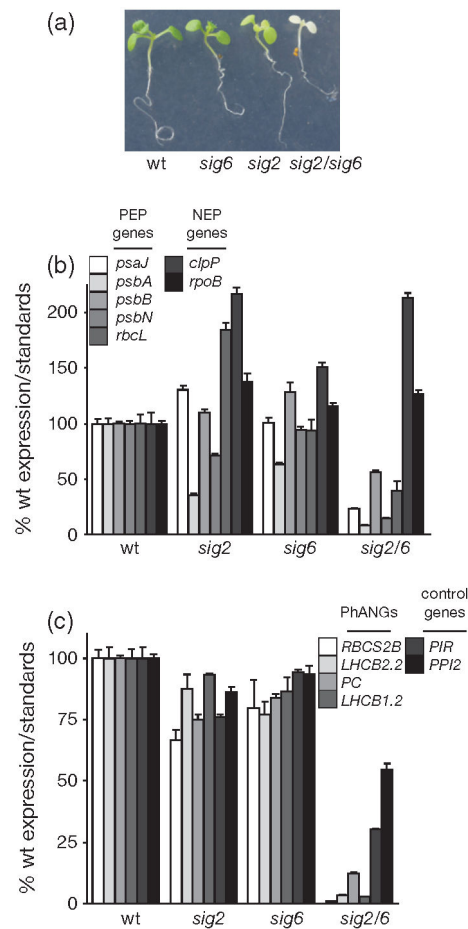 (a)
wt sig6 sig2 sig2/sig6
PEP genes
NEP genes
(b)
psaJ
psbA
psbB
psbN
rbcL
clpP
rpoB
% wt expression/standards
200
150
100
50
0
wt sig2 sig6 sig2/6
(c)
PhANGs
control genes
RBCS2B
LHCB2.2
PC
LHCB1.2
PIR
PPI2
% wt expression/standards
100
75
50
25
0
wt sig2 sig6 sig2/6